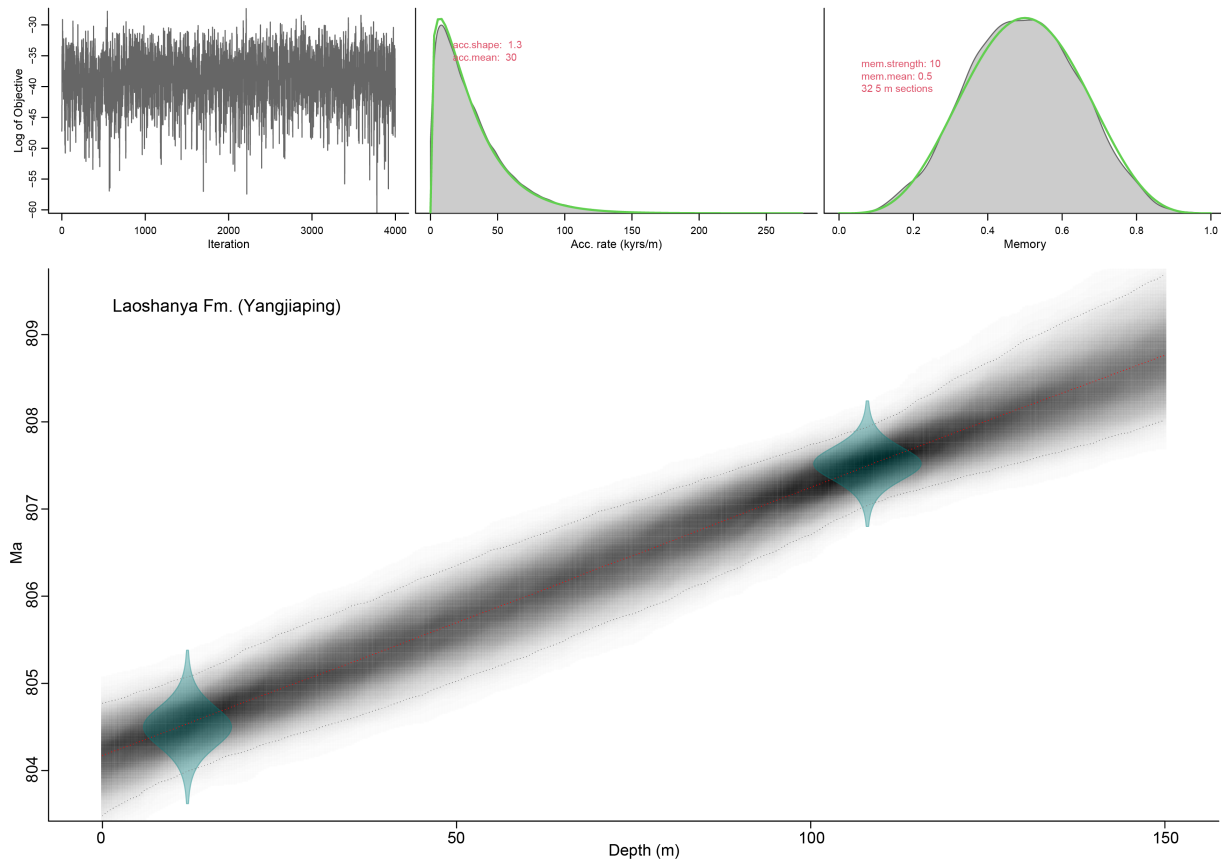 -30
-35
-40
-45
-50
-55
-60
Log of Objective
0 1000 2000 3000 4000
Iteration
acc.shape: 1.3
acc.mean: 30
0 50 100 150 200 250
Acc. rate (kyrs/m)
mem.strength: 10
mem.mean: 0.5
32 5 m sections
0.0 0.2 0.4 0.6 0.8 1.0
Memory
Laoshanya Fm. (Yangjiaping)
809
808
807
806
805
804
Ma
0 50 100 150
Depth (m)